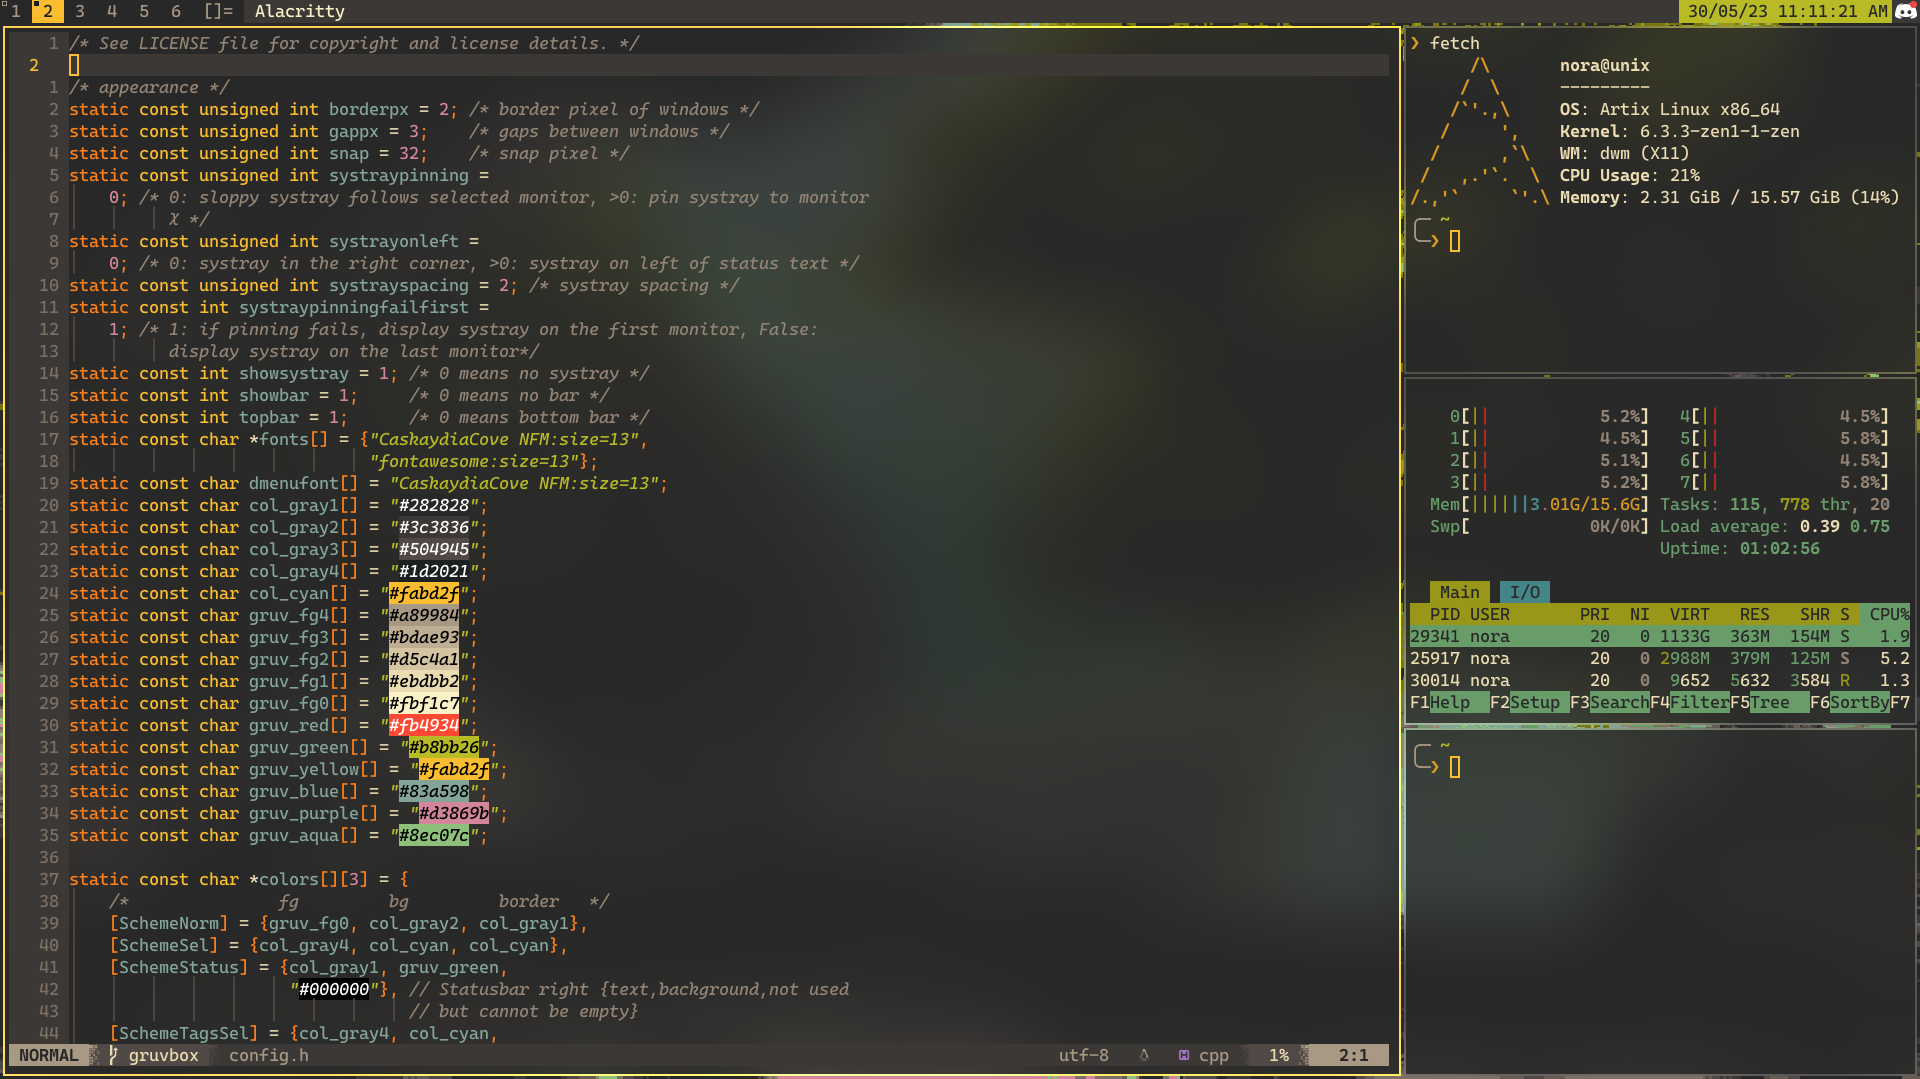 1 2 3 4 5 6 []= Alacritty
30/05/23 11:11:21 AM
1 /* See LICENSE file for copyright and license details. */
2
1 /* appearance */
2 static const unsigned int borderpx = 2; /* border pixel of windows */
3 static const unsigned int gappx = 3; /* gaps between windows */
4 static const unsigned int snap = 32; /* snap pixel */
5 static const unsigned int systraypinning =
6 0; /* 0: sloppy systray follows selected monitor, >0: pin systray to monitor
7 X */
8 static const unsigned int systrayonleft =
9 0; /* 0: systray in the right corner, >0: systray on left of status text */
10 static const unsigned int systrayspacing = 2; /* systray spacing */
11 static const int systraypinningfailfirst =
12 1; /* 1: if pinning fails, display systray on the first monitor, False:
13 display systray on the last monitor*/
14 static const int showsystray = 1; /* 0 means no systray */
15 static const int showbar = 1; /* 0 means no bar */
16 static const int topbar = 1; /* 0 means bottom bar */
17 static const char *fonts[] = {"CaskaydiaCove NFM:size=13",
18 "fontawesome:size=13"};
19 static const char dmenufont[] = "CaskaydiaCove NFM:size=13";
20 static const char col_gray1[] = "#282828";
21 static const char col_gray2[] = "#3c3836";
22 static const char col_gray3[] = "#504945";
23 static const char col_gray4[] = "#1d2021";
24 static const char col_cyan[] = "#fabd2f";
25 static const char gruv_fg4[] = "#a89984";
26 static const char gruv_fg3[] = "#bdae93";
27 static const char gruv_fg2[] = "#d5c4a1";
28 static const char gruv_fg1[] = "#ebdbb2";
29 static const char gruv_fg0[] = "#fbf1c7";
30 static const char gruv_red[] = "#fb4934";
31 static const char gruv_green[] = "#b8bb26";
32 static const char gruv_yellow[] = "#fabd2f";
33 static const char gruv_blue[] = "#83a598";
34 static const char gruv_purple[] = "#d3869b";
35 static const char gruv_aqua[] = "#8ec07c";
36
37 static const char *colors[][3] = {
38 /* fg bg border */
39 [SchemeNorm] = {gruv_fg0, col_gray2, col_gray1},
40 [SchemeSel] = {col_gray4, col_cyan, col_cyan},
41 [SchemeStatus] = {col_gray1, gruv_green,
42 "#000000"}, // Statusbar right {text,background,not used
43 // but cannot be empty}
44 [SchemeTagsSel] = {col_gray4, col_cyan,
NORMAL gruvbox config.h utf-8 cpp 1% 2:1
❯ fetch
nora@unix
---------
OS: Artix Linux x86_64
Kernel: 6.3.3-zen1-1-zen
WM: dwm (X11)
CPU Usage: 21%
Memory: 2.31 GiB / 15.57 GiB (14%)
~
❯
0[|| 5.2%] 4[|| 4.5%]
1[|| 4.5%] 5[|| 5.8%]
2[|| 5.1%] 6[|| 4.5%]
3[|| 5.2%] 7[|| 5.8%]
Mem[||||||3.01G/15.6G] Tasks: 115, 778 thr, 20
Swp[ 0K/0K] Load average: 0.39 0.75
Uptime: 01:02:56
Main I/O
PID USER PRI NI VIRT RES SHR S CPU%
29341 nora 20 0 1133G 363M 154M S 1.9
25917 nora 20 0 2988M 379M 125M S 5.2
30014 nora 20 0 9652 5632 3584 R 1.3
F1Help F2Setup F3SearchF4FilterF5Tree F6SortByF7
~
❯